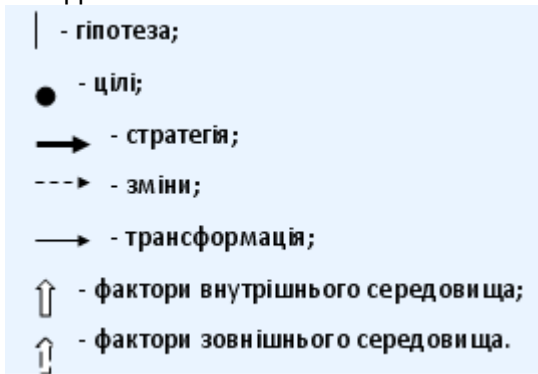 - гіпотеза;
- цілі;
- стратегія;
- зміни;
- трансформація;
- фактори внутрішнього середовища;
- фактори зовнішнього середовища.